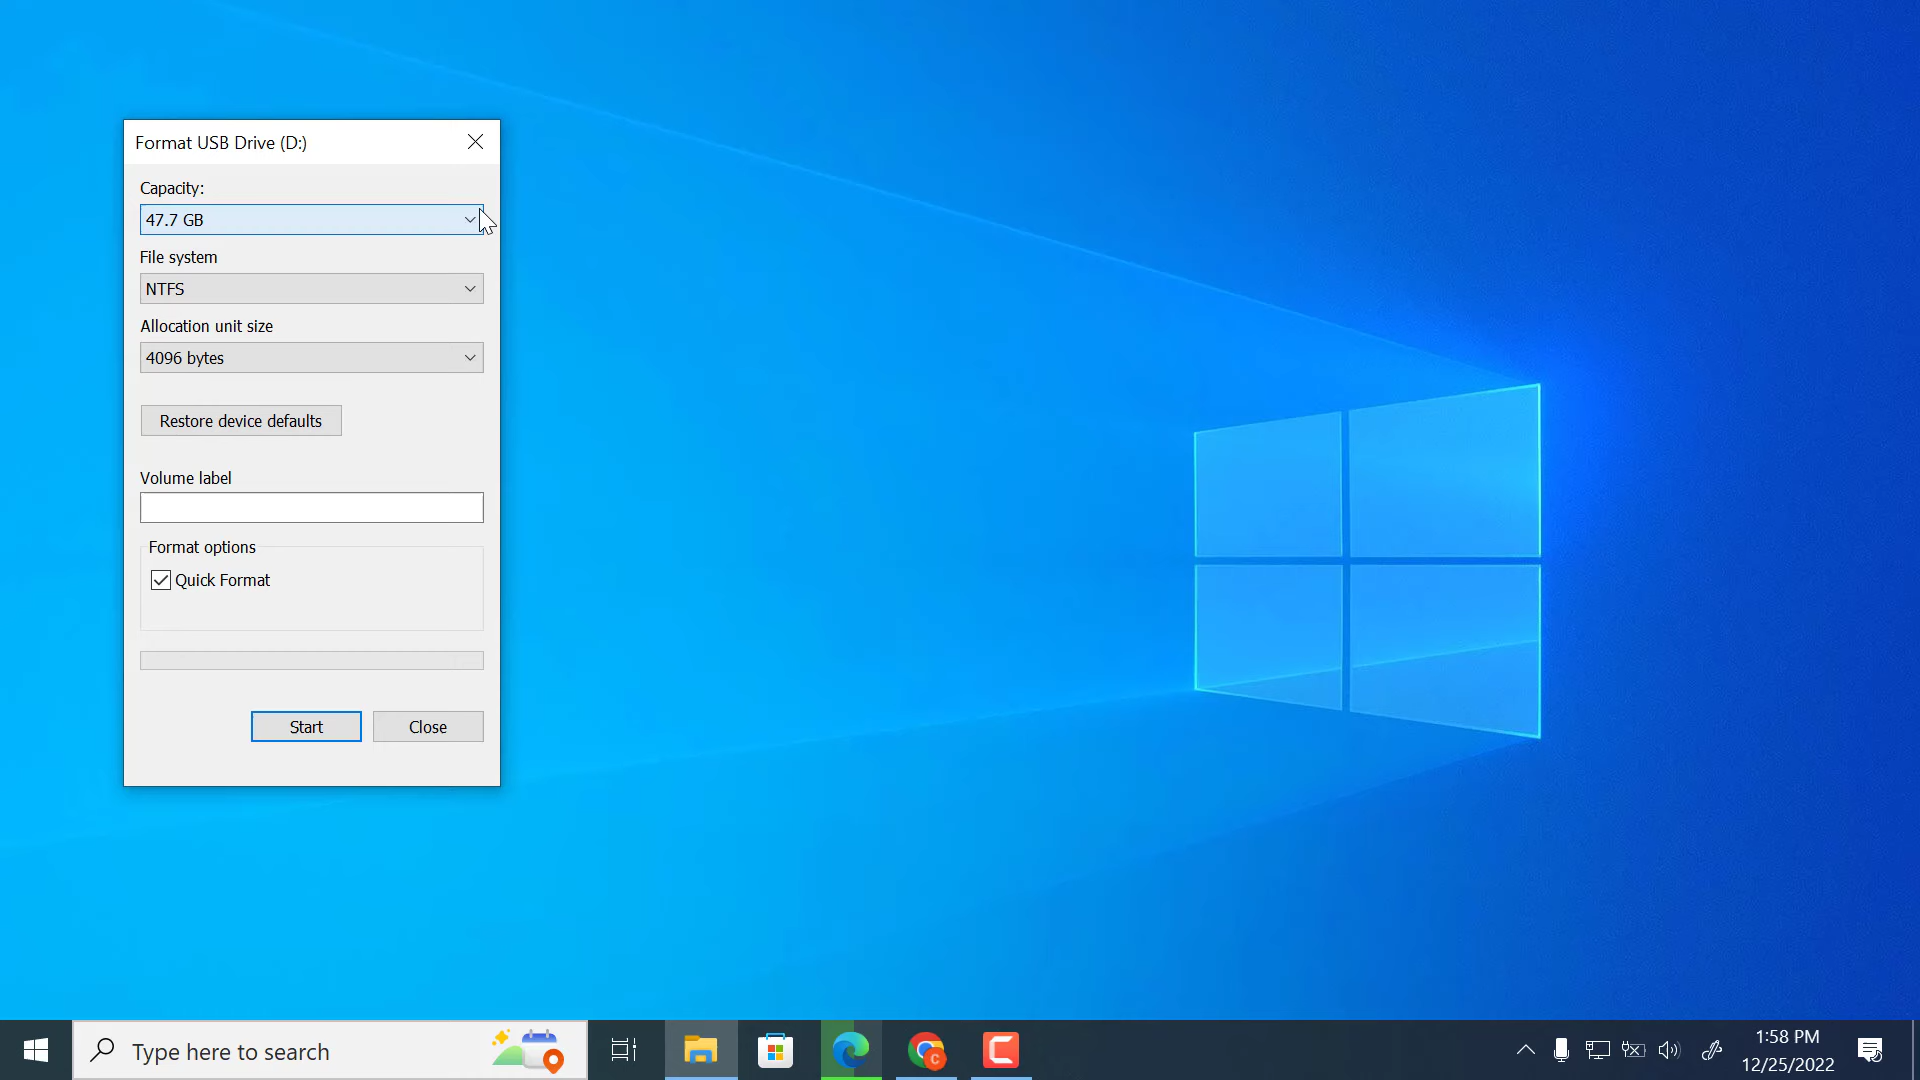 Format USB Drive (D:)
Capacity:
47.7 GB
File system
NTFS
Allocation unit size
4096 bytes
Restore device defaults
Volume label
Format options
Quick Format
Start Close
Type here to search
1:58 PM
12/25/2022